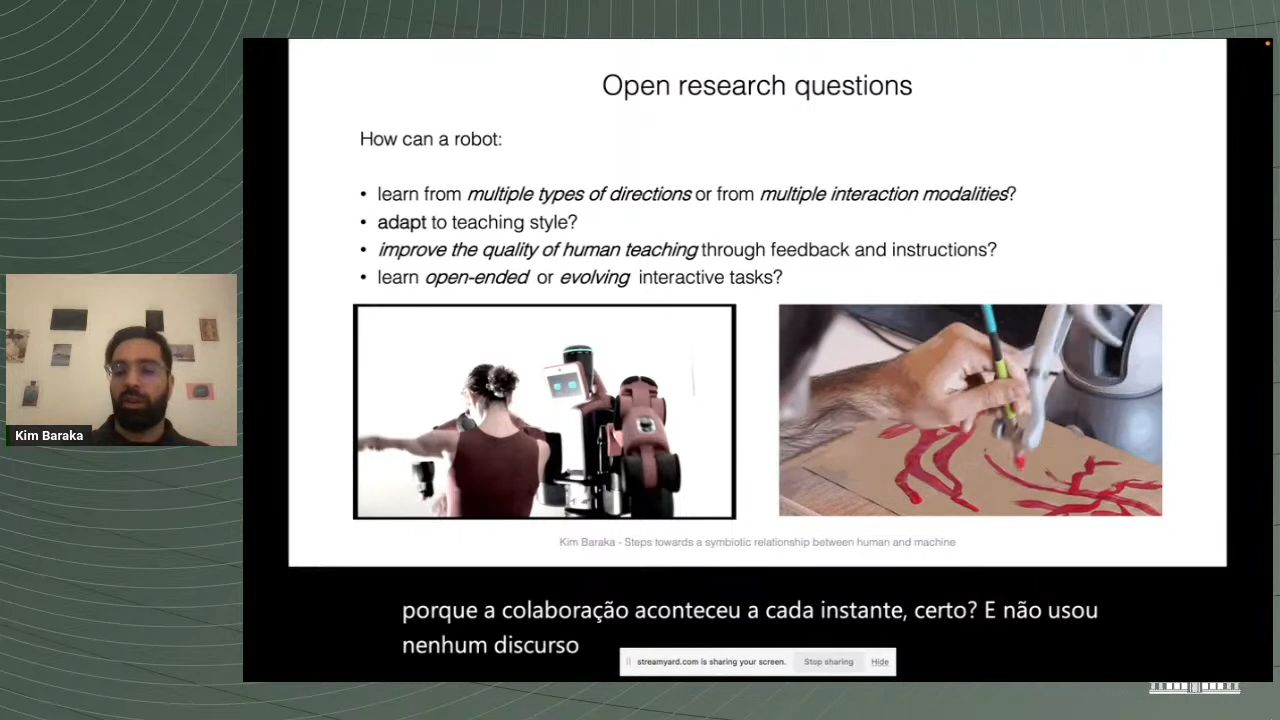 Open research questions
How can a robot:
• learn from multiple types of directions or from multiple interaction modalities?
• adapt to teaching style?
• improve the quality of human teaching through feedback and instructions?
• learn open-ended or evolving interactive tasks?
Kim Baraka
Kim Baraka - Steps towards a symbiotic relationship between human and machine
porque a colaboração aconteceu a cada instante, certo? E não usou
nenhum discurso
streamyard.com is sharing your screen. Stop sharing Hide